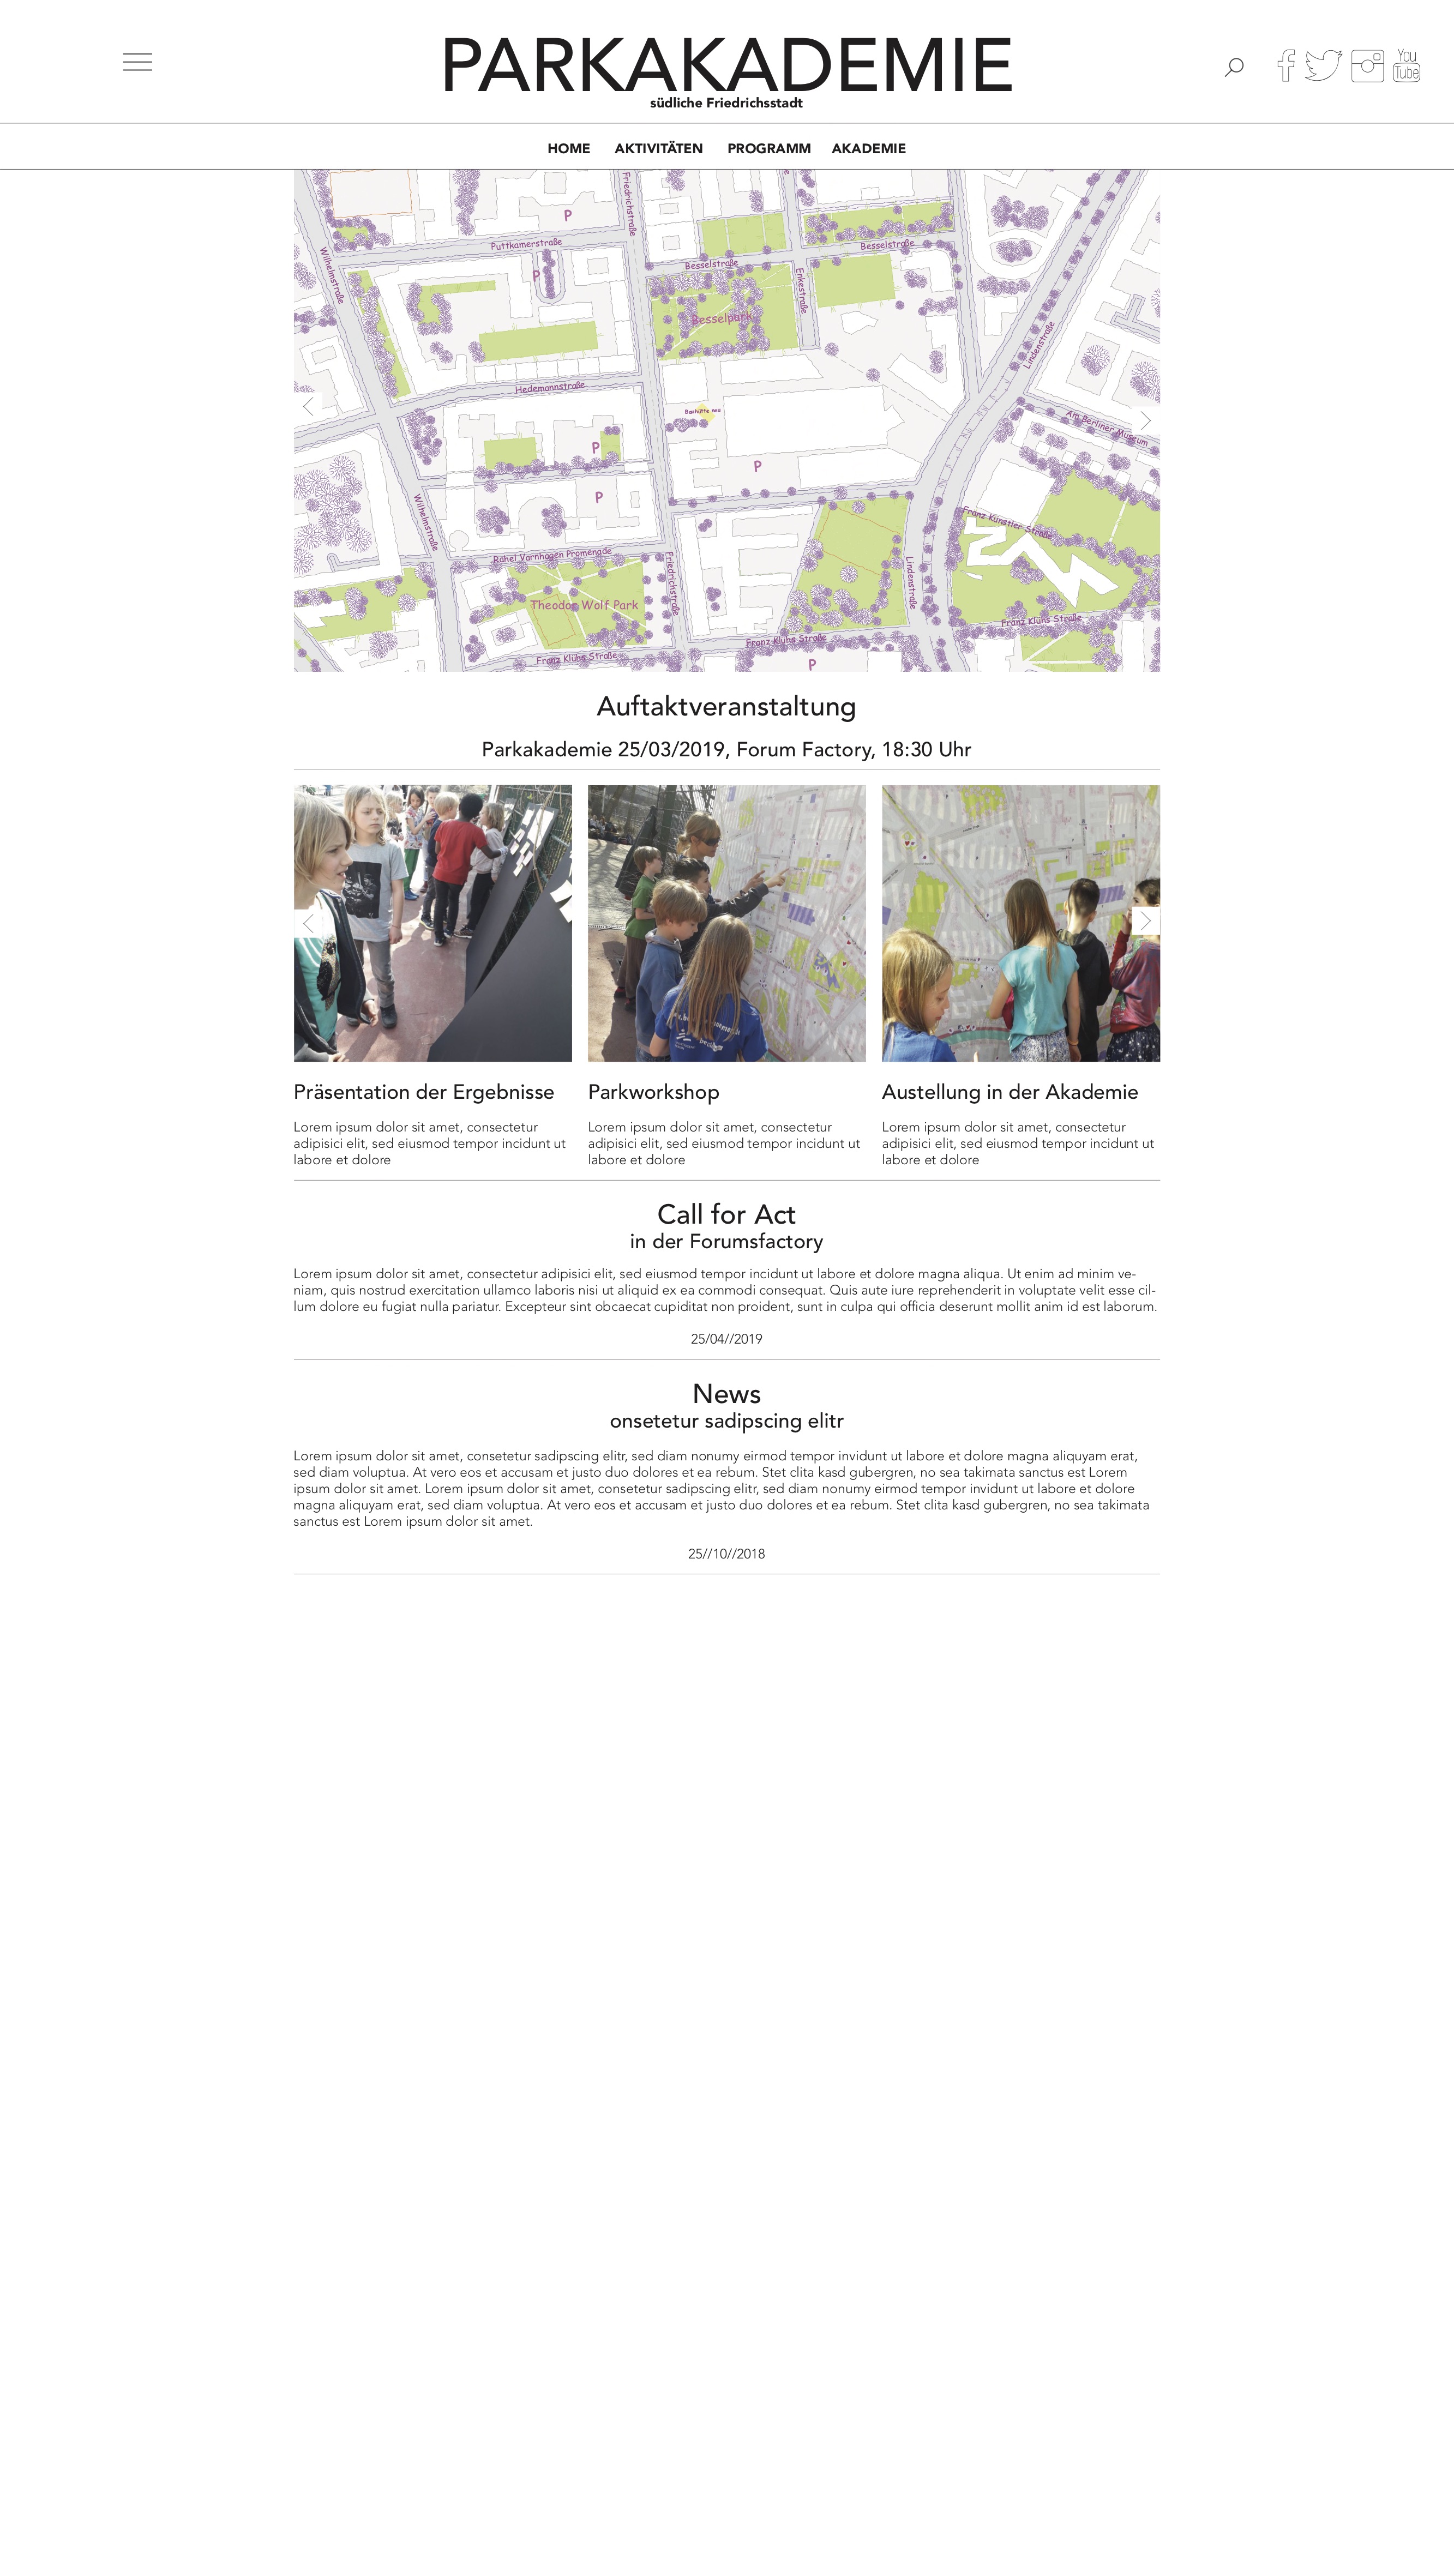 PARKAKADEMIE
südliche Friedrichsstadt
You
Tube
HOME AKTIVITÄTEN PROGRAMM AKADEMIE
Friedrichstraße
P
Puttkamerstraße
Wilhelmstraße
P
Besselstraße
Besselstraße
Enkestraße
Besselpark
Lindenstraße
Hedemannstraße
Am Berliner Museum
P
P
P
Wilhelmstraße
Franz Künstler Straße
Rahel Varnhagen Promenade
Friedrichstraße
Lindenstraße
Theodor Wolf Park
Franz Klühs Straße
Franz Klühs Straße
Franz Klühs Straße
P
Auftaktveranstaltung
Parkakademie 25/03/2019, Forum Factory, 18:30 Uhr
Präsentation der Ergebnisse
Lorem ipsum dolor sit amet, consectetur
adipisici elit, sed eiusmod tempor incidunt ut
labore et dolore
Parkworkshop
Lorem ipsum dolor sit amet, consectetur
adipisici elit, sed eiusmod tempor incidunt ut
labore et dolore
Austellung in der Akademie
Lorem ipsum dolor sit amet, consectetur
adipisici elit, sed eiusmod tempor incidunt ut
labore et dolore
Call for Act
in der Forumsfactory
Lorem ipsum dolor sit amet, consectetur adipisici elit, sed eiusmod tempor incidunt ut labore et dolore magna aliqua. Ut enim ad minim ve-
niam, quis nostrud exercitation ullamco laboris nisi ut aliquid ex ea commodi consequat. Quis aute iure reprehenderit in voluptate velit esse cil-
lum dolore eu fugiat nulla pariatur. Excepteur sint obcaecat cupiditat non proident, sunt in culpa qui officia deserunt mollit anim id est laborum.
25/04//2019
News
onsetetur sadipscing elitr
Lorem ipsum dolor sit amet, consetetur sadipscing elitr, sed diam nonumy eirmod tempor invidunt ut labore et dolore magna aliquyam erat,
sed diam voluptua. At vero eos et accusam et justo duo dolores et ea rebum. Stet clita kasd gubergren, no sea takimata sanctus est Lorem
ipsum dolor sit amet. Lorem ipsum dolor sit amet, consetetur sadipscing elitr, sed diam nonumy eirmod tempor invidunt ut labore et dolore
magna aliquyam erat, sed diam voluptua. At vero eos et accusam et justo duo dolores et ea rebum. Stet clita kasd gubergren, no sea takimata
sanctus est Lorem ipsum dolor sit amet.
25//10//2018